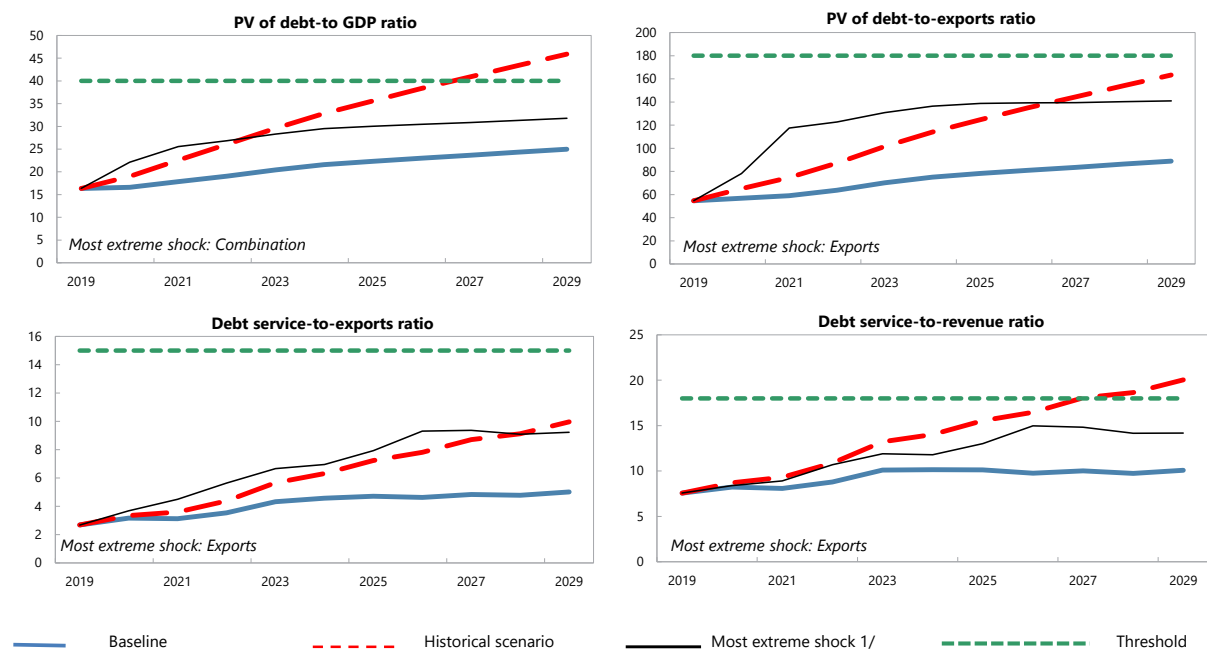 PV of debt-to GDP ratio
50
45
40
35
30
25
20
15
10
5
0
Most extreme shock: Combination
2019 2021 2023 2025 2027 2029
PV of debt-to-exports ratio
200
180
160
140
120
100
80
60
40
20
0
Most extreme shock: Exports
2019 2021 2023 2025 2027 2029
Debt service-to-exports ratio
16
14
12
10
8
6
4
2
0
Most extreme shock: Exports
2019 2021 2023 2025 2027 2029
Debt service-to-revenue ratio
25
20
15
10
5
0
Most extreme shock: Exports
2019 2021 2023 2025 2027 2029
Baseline Historical scenario Most extreme shock 1/ Threshold